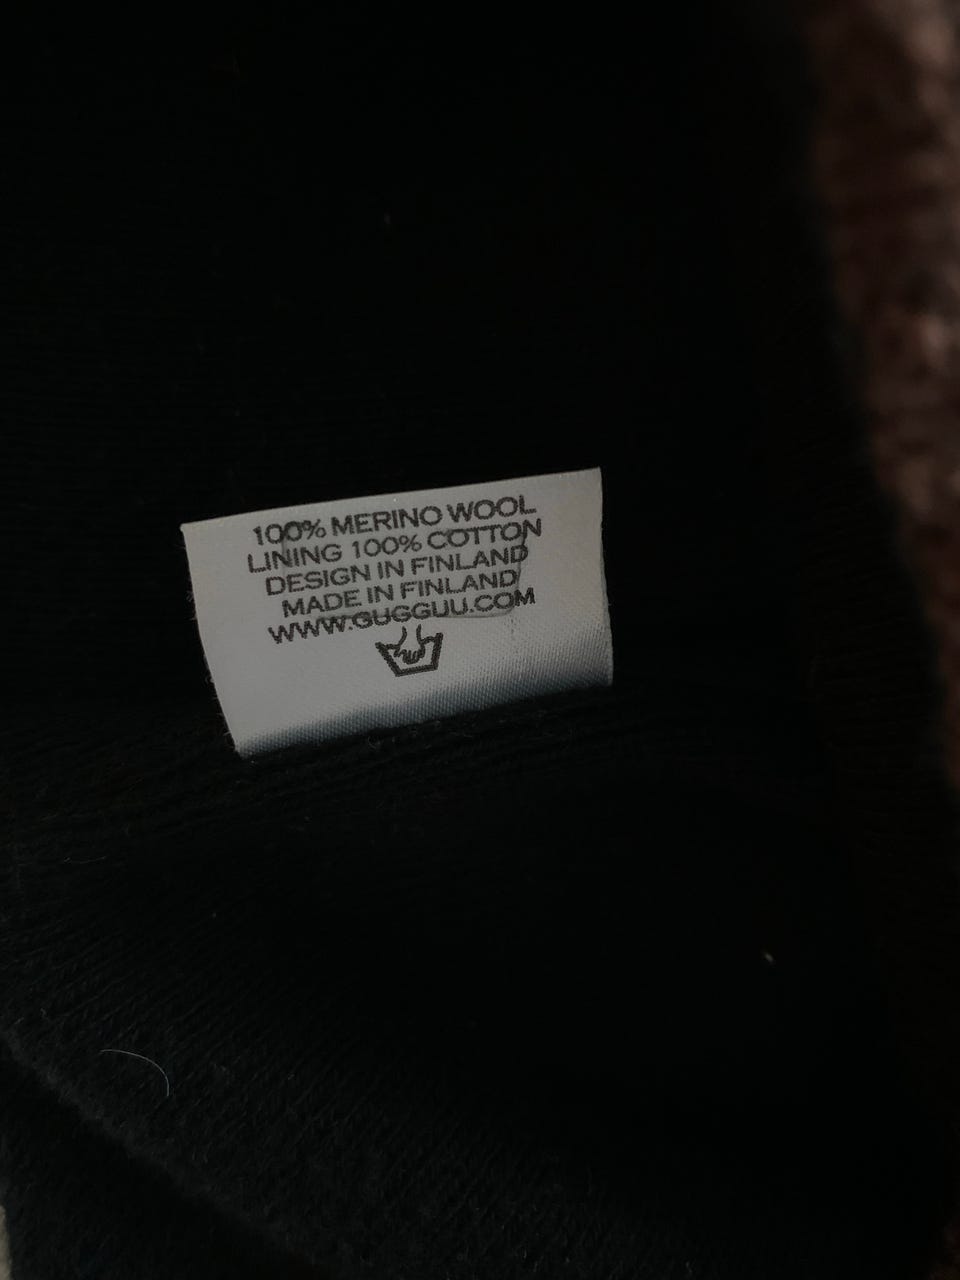 100% MERINO WOOL
LINING 100% COTTON
DESIGN IN FINLAND
MADE IN FINLAND
WWW.GUGGUU.COM